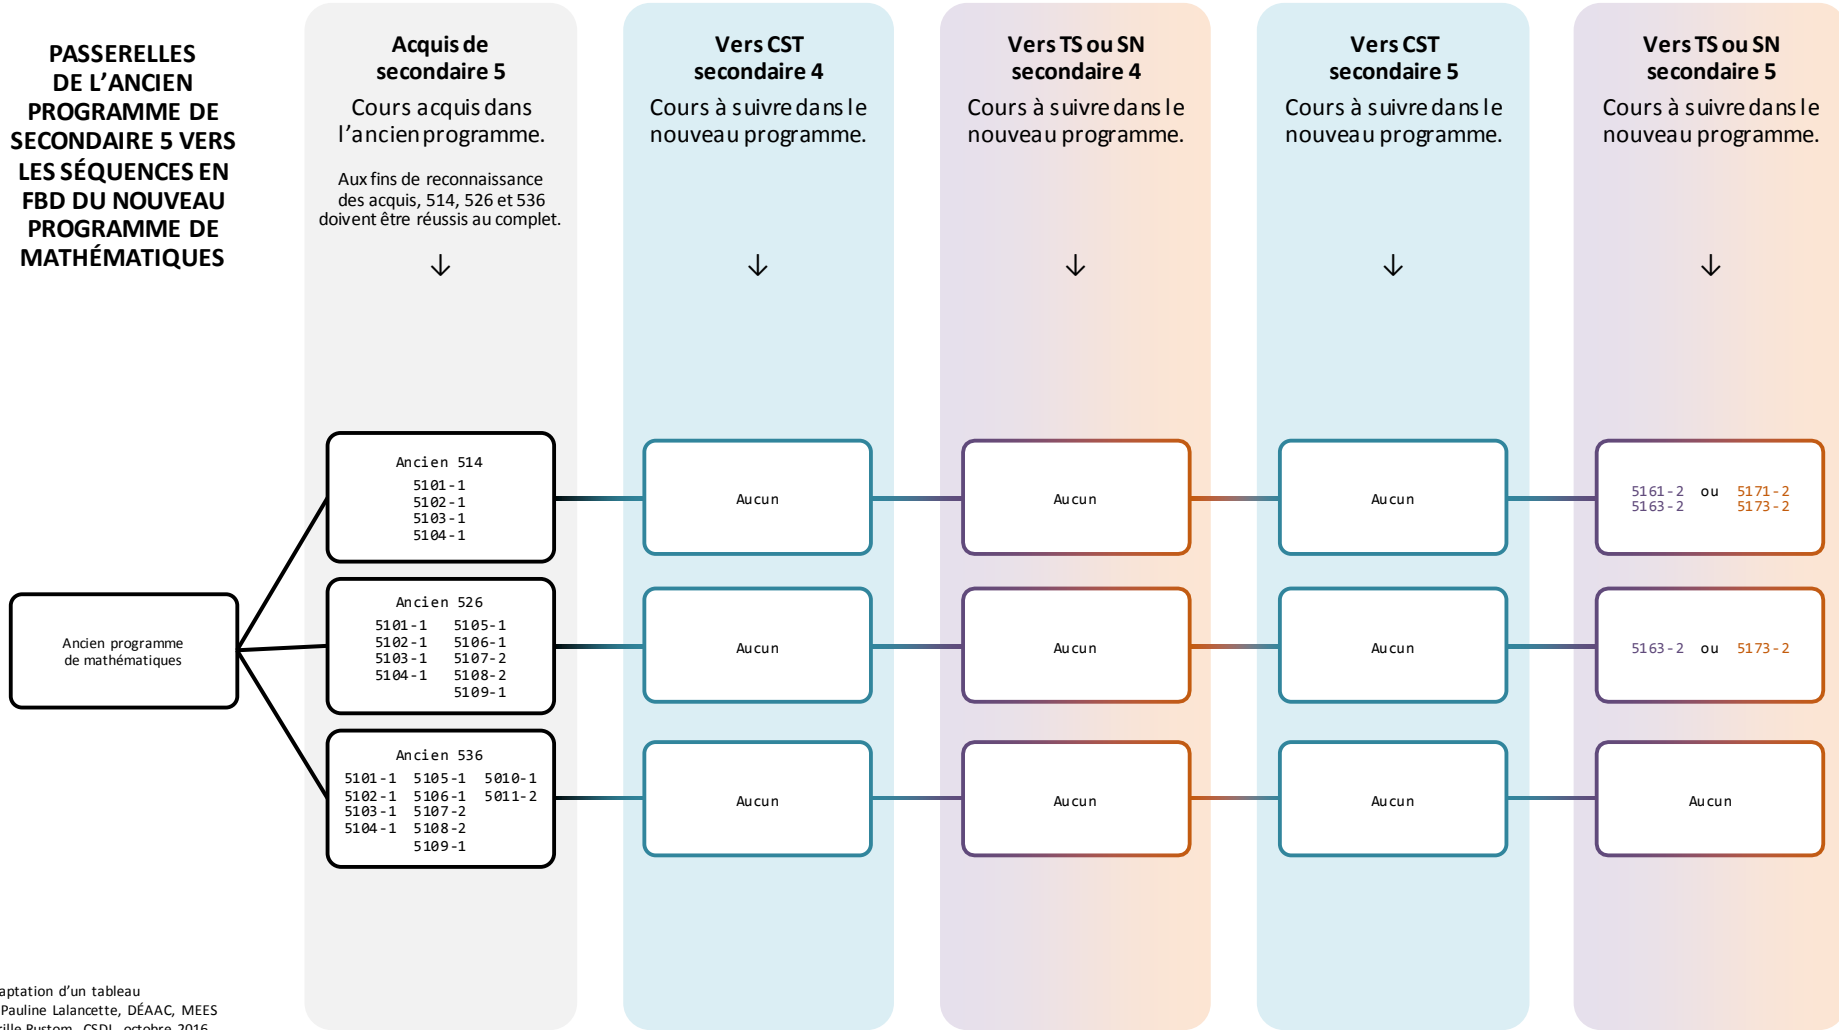 PASSERELLES
DE L’ANCIEN
PROGRAMME DE
SECONDAIRE 5 VERS
LES SÉQUENCES EN
FBD DU NOUVEAU
PROGRAMME DE
MATHÉMATIQUES
Acquis de
secondaire 5
Cours acquis dans
l’ancien programme.
Aux fins de reconnaissance
des acquis, 514, 526 et 536
doivent être réussis au complet.
↓
Vers CST
secondaire 4
Cours à suivre dans le
nouveau programme.
↓
Vers TS ou SN
secondaire 4
Cours à suivre dans le
nouveau programme.
↓
Vers CST
secondaire 5
Cours à suivre dans le
nouveau programme.
↓
Vers TS ou SN
secondaire 5
Cours à suivre dans le
nouveau programme.
↓
Ancien programme
de mathématiques
Ancien 514
5101-1
5102-1
5103-1
5104-1
Aucun
Aucun
Aucun
5161-2 ou 5171-2
5163-2 5173-2
Ancien 526
5101-1 5105-1
5102-1 5106-1
5103-1 5107-2
5104-1 5108-2
5109-1
Aucun
Aucun
Aucun
5163-2 ou 5173-2
Ancien 536
5101-1 5105-1 5010-1
5102-1 5106-1 5011-2
5103-1 5107-2
5104-1 5108-2
5109-1
Aucun
Aucun
Aucun
Aucun
d’un tableau
Pauline Lalancette, DÉAAC, MEES
Rustom, CSDL, octobre 2016